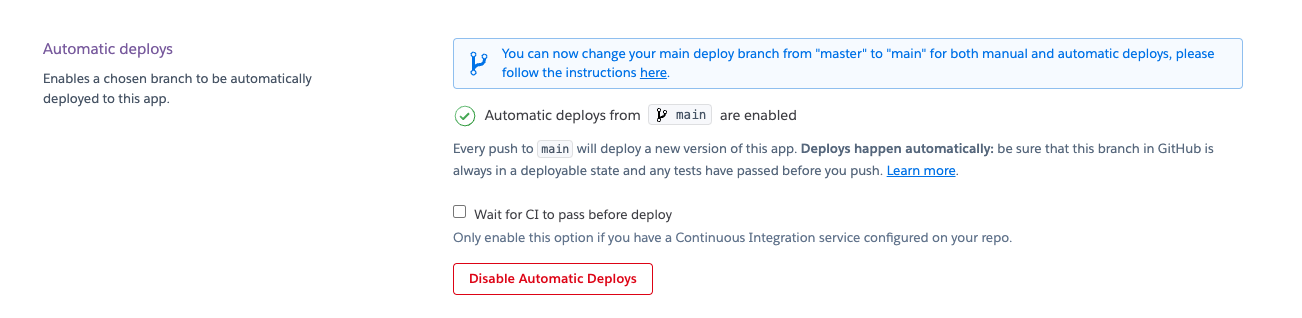 Automatic deploys
Enables a chosen branch to be automatically
deployed to this app.
You can now change your main deploy branch from "master" to "main" for both manual and automatic deploys, please
follow the instructions here.
Automatic deploys from main are enabled
Every push to main will deploy a new version of this app. Deploys happen automatically: be sure that this branch in GitHub is
always in a deployable state and any tests have passed before you push. Learn more.
Wait for CI to pass before deploy
Only enable this option if you have a Continuous Integration service configured on your repo.
Disable Automatic Deploys